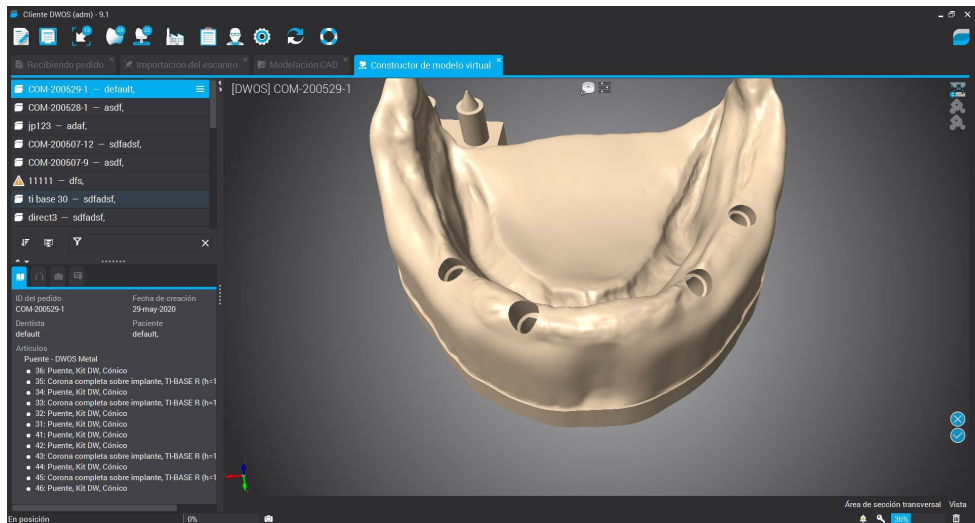 Cliente DWOS (adm) - 9.1
Recibiendo pedido
Importación del escaneo
Modelación CAD
Constructor de modelo virtual
COM-200529-1 — default,
COM-200528-1 — asdf,
jp123 — adaf,
COM-200507-12 — sdfadsf,
COM-200507-9 — asdf,
11111 — dfs,
ti base 30 — sdfadsf,
direct3 — sdfadsf,
[DWOS] COM-200529-1
ID del pedido Fecha de creación
COM-200529-1 29-may-2020
Dentista Paciente
default default,
Artículos
Puente - DWOS Metal
36: Puente, Kit DW, Cónico
35: Corona completa sobre implante, TI-BASE R (h=1
34: Puente, Kit DW, Cónico
33: Corona completa sobre implante, TI-BASE R (h=1
32: Puente, Kit DW, Cónico
31: Puente, Kit DW, Cónico
41: Puente, Kit DW, Cónico
42: Puente, Kit DW, Cónico
43: Corona completa sobre implante, TI-BASE R (h=1
44: Puente, Kit DW, Cónico
45: Corona completa sobre implante, TI-BASE R (h=1
46: Puente, Kit DW, Cónico
Área de sección transversal Vista
En posición 0% 36%